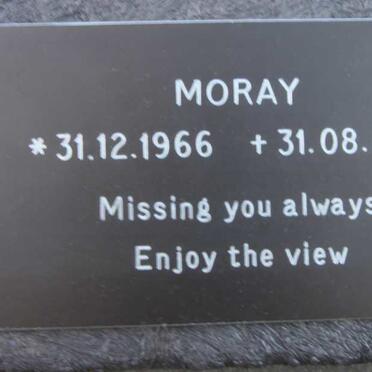 MORAY
* 31.12.1966 + 31.08.
Missing you always
Enjoy the view